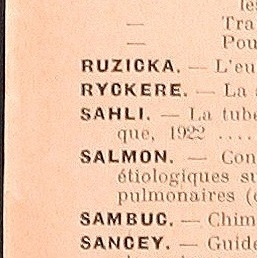 les
— Tra
— Pou
RUZICKA. — L'eu
RYCKERE. — La
SAHLI. — La tube
que, 1922 ....
SALMON. — Con
étiologiques su
pulmonaires (
SAMBUC. — Chim
SANCEY. — Guide